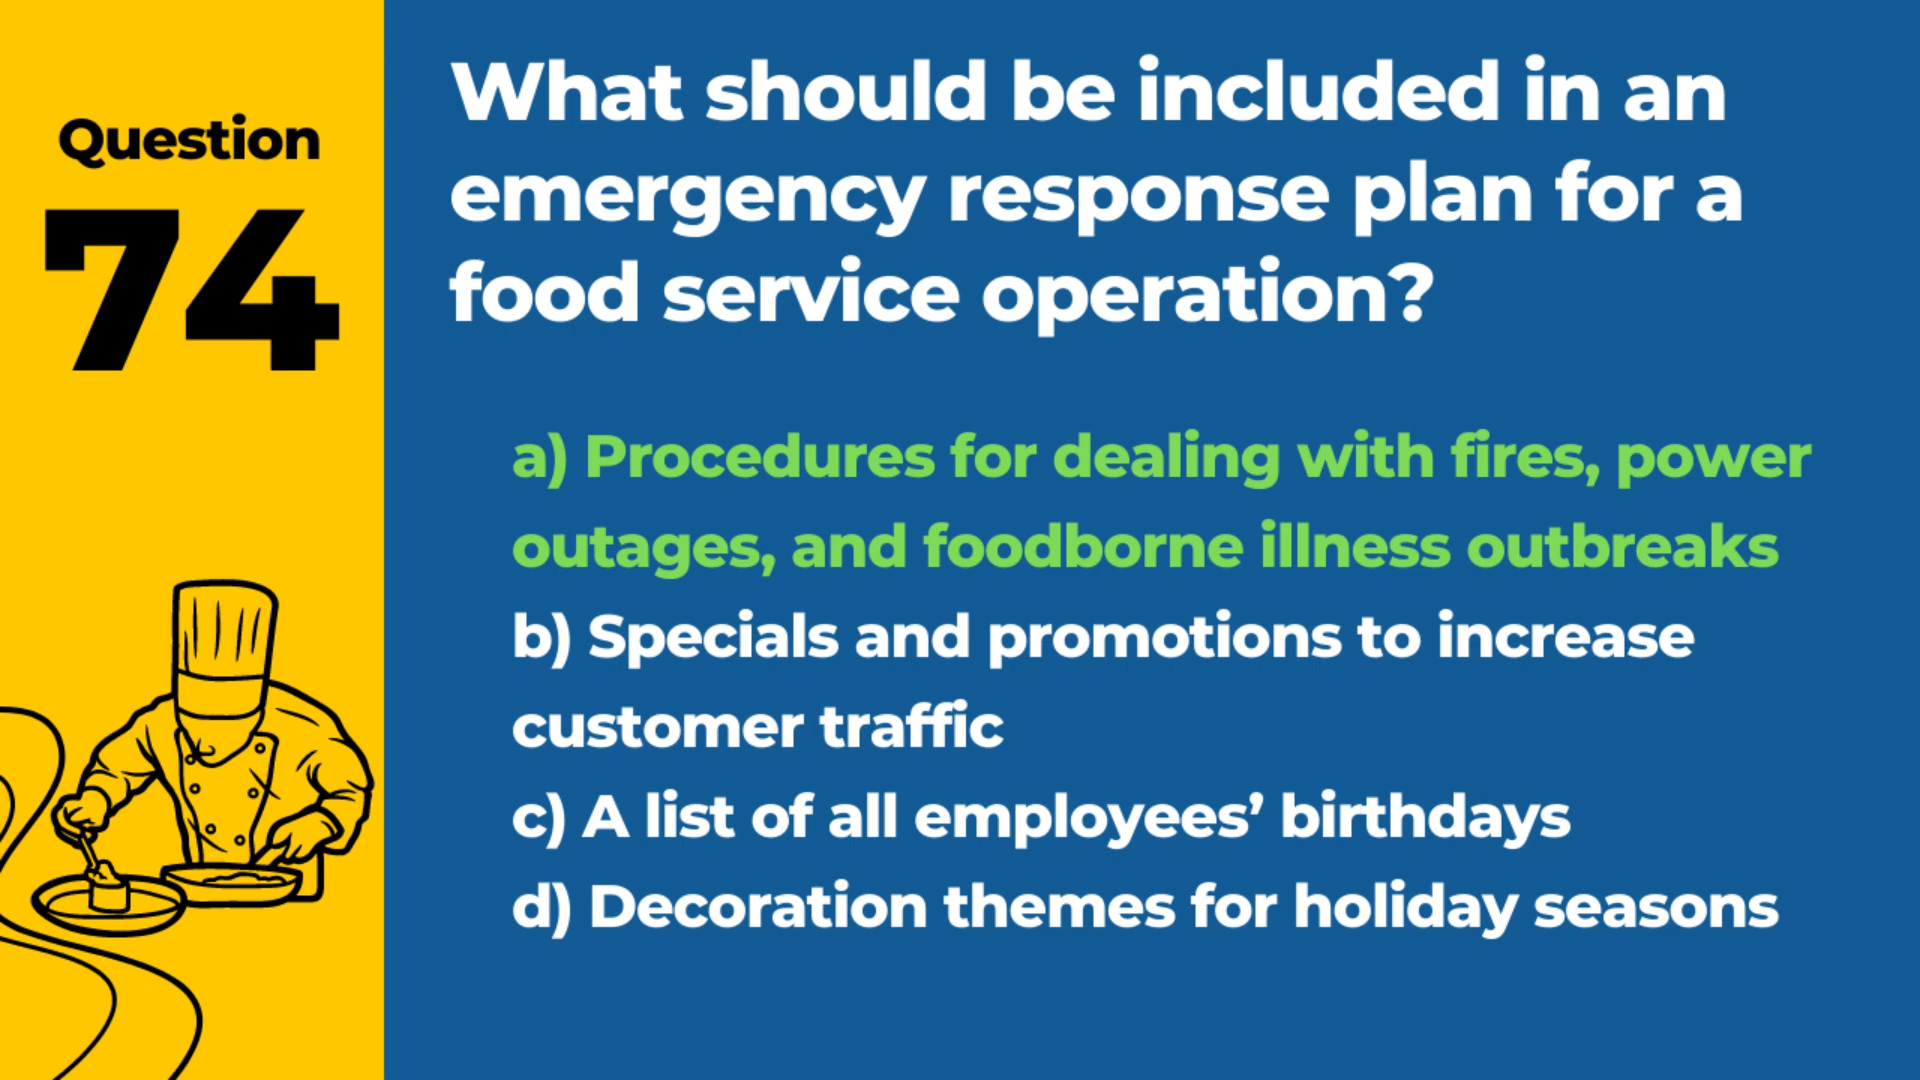 Question
74
What should be included in an
emergency response plan for a
food service operation?
a) Procedures for dealing with fires, power
outages, and foodborne illness outbreaks
b) Specials and promotions to increase
customer traffic
c) A list of all employees’ birthdays
d) Decoration themes for holiday seasons